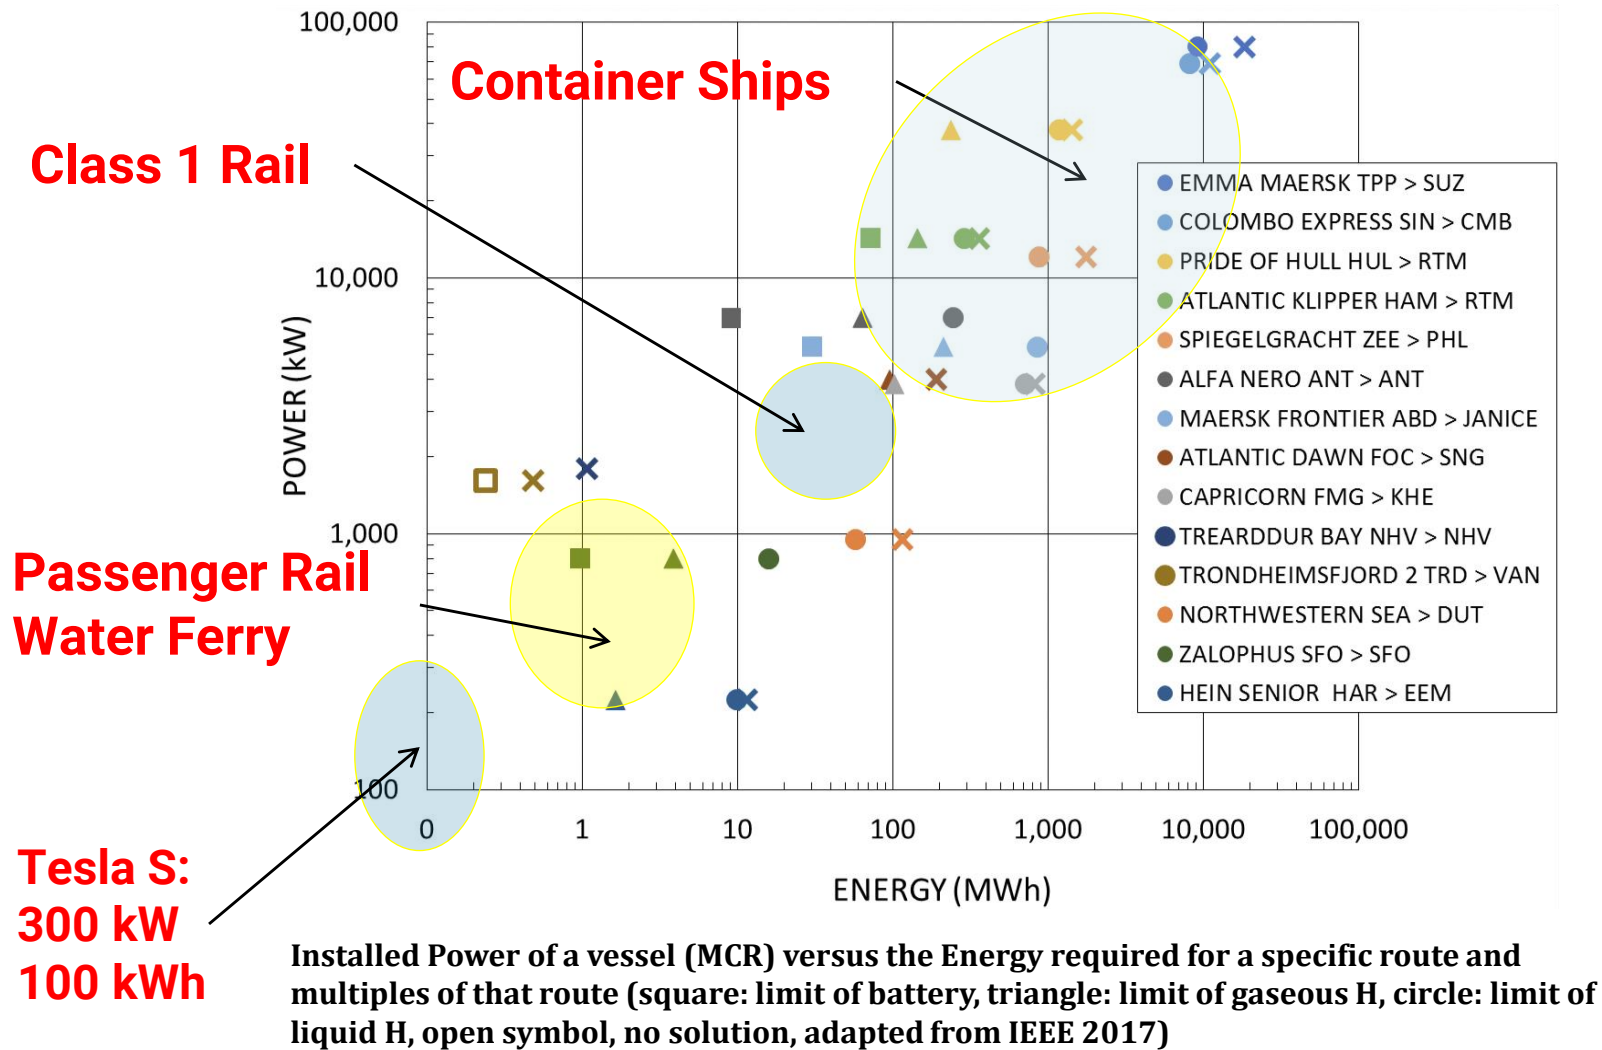 100,000
Container Ships
Class 1 Rail
EMMA MAERSK TPP > SUZ
COLOMBO EXPRESS SIN > CMB
PRIDE OF HULL HUL > RTM
10,000
ATLANTIC KLIPPER HAM > RTM
SPIEGELGRACHT ZEE > PHL
ALFA NERO ANT > ANT
MAERSK FRONTIER ABD > JANICE
ATLANTIC DAWN FOC > SNG
CAPRICORN FMG > KHE
TREARDDUR BAY NHV > NHV
TRONDHEIMSFJORD 2 TRD > VAN
NORTHWESTERN SEA > DUT
ZALOPHUS SFO > SFO
HEIN SENIOR HAR > EEM
POWER (kW)
1,000
Passenger Rail
Water Ferry
100
0 1 10 100 1,000 10,000 100,000
ENERGY (MWh)
Tesla S:
300 kW
100 kWh
Installed Power of a vessel (MCR) versus the Energy required for a specific route and
multiples of that route (square: limit of battery, triangle: limit of gaseous H, circle: limit of
liquid H, open symbol, no solution, adapted from IEEE 2017)